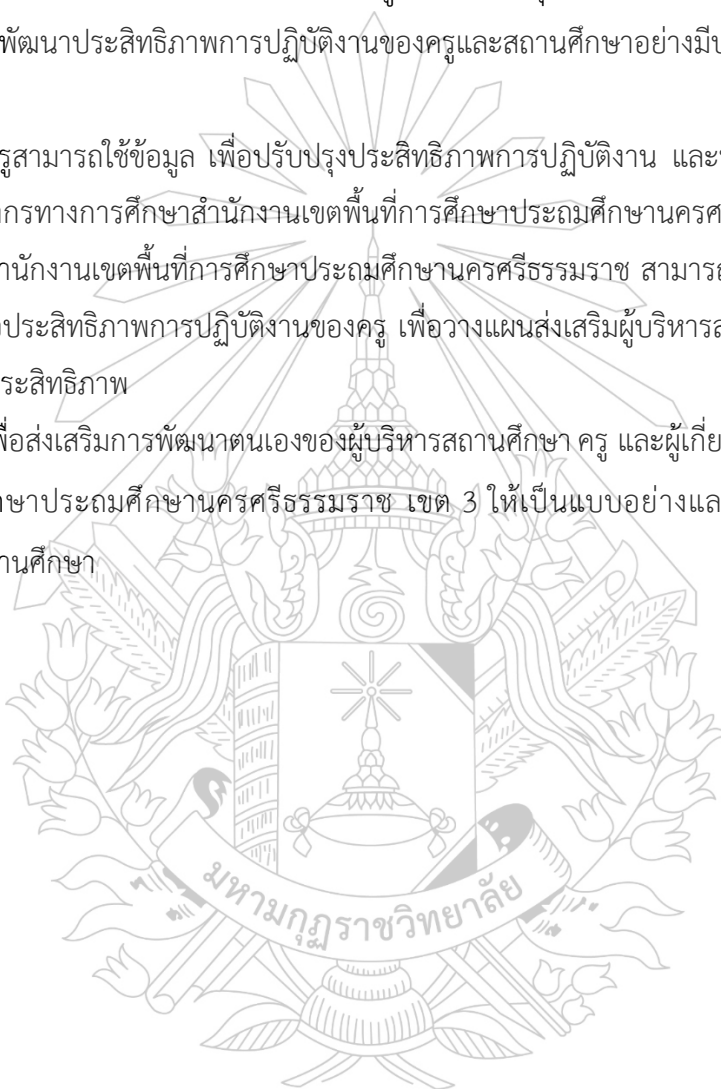 พัฒนาประสิทธิภาพการปฏิบัติงานของครูและสถานศึกษาอย่างมี
รูสามารถใช้ข้อมูล เพื่อปรับปรุงประสิทธิภาพการปฏิบัติงาน และ
ากรทางการศึกษาสำนักงานเขตพื้นที่การศึกษาประถมศึกษานครศ
ำนักงานเขตพื้นที่การศึกษาประถมศึกษานครศรีธรรมราช สามารถ
อประสิทธิภาพการปฏิบัติงานของครู เพื่อวางแผนส่งเสริมผู้บริหารส
ระสิทธิภาพ
พื่อส่งเสริมการพัฒนาตนเองของผู้บริหารสถานศึกษา ครู และผู้เกี่ย
าษาประถมศึกษานครศรีธรรมราช เขต 3 ให้เป็นแบบอย่างแล
านศึกษา
มหามกุฏราชวิทยาลัย